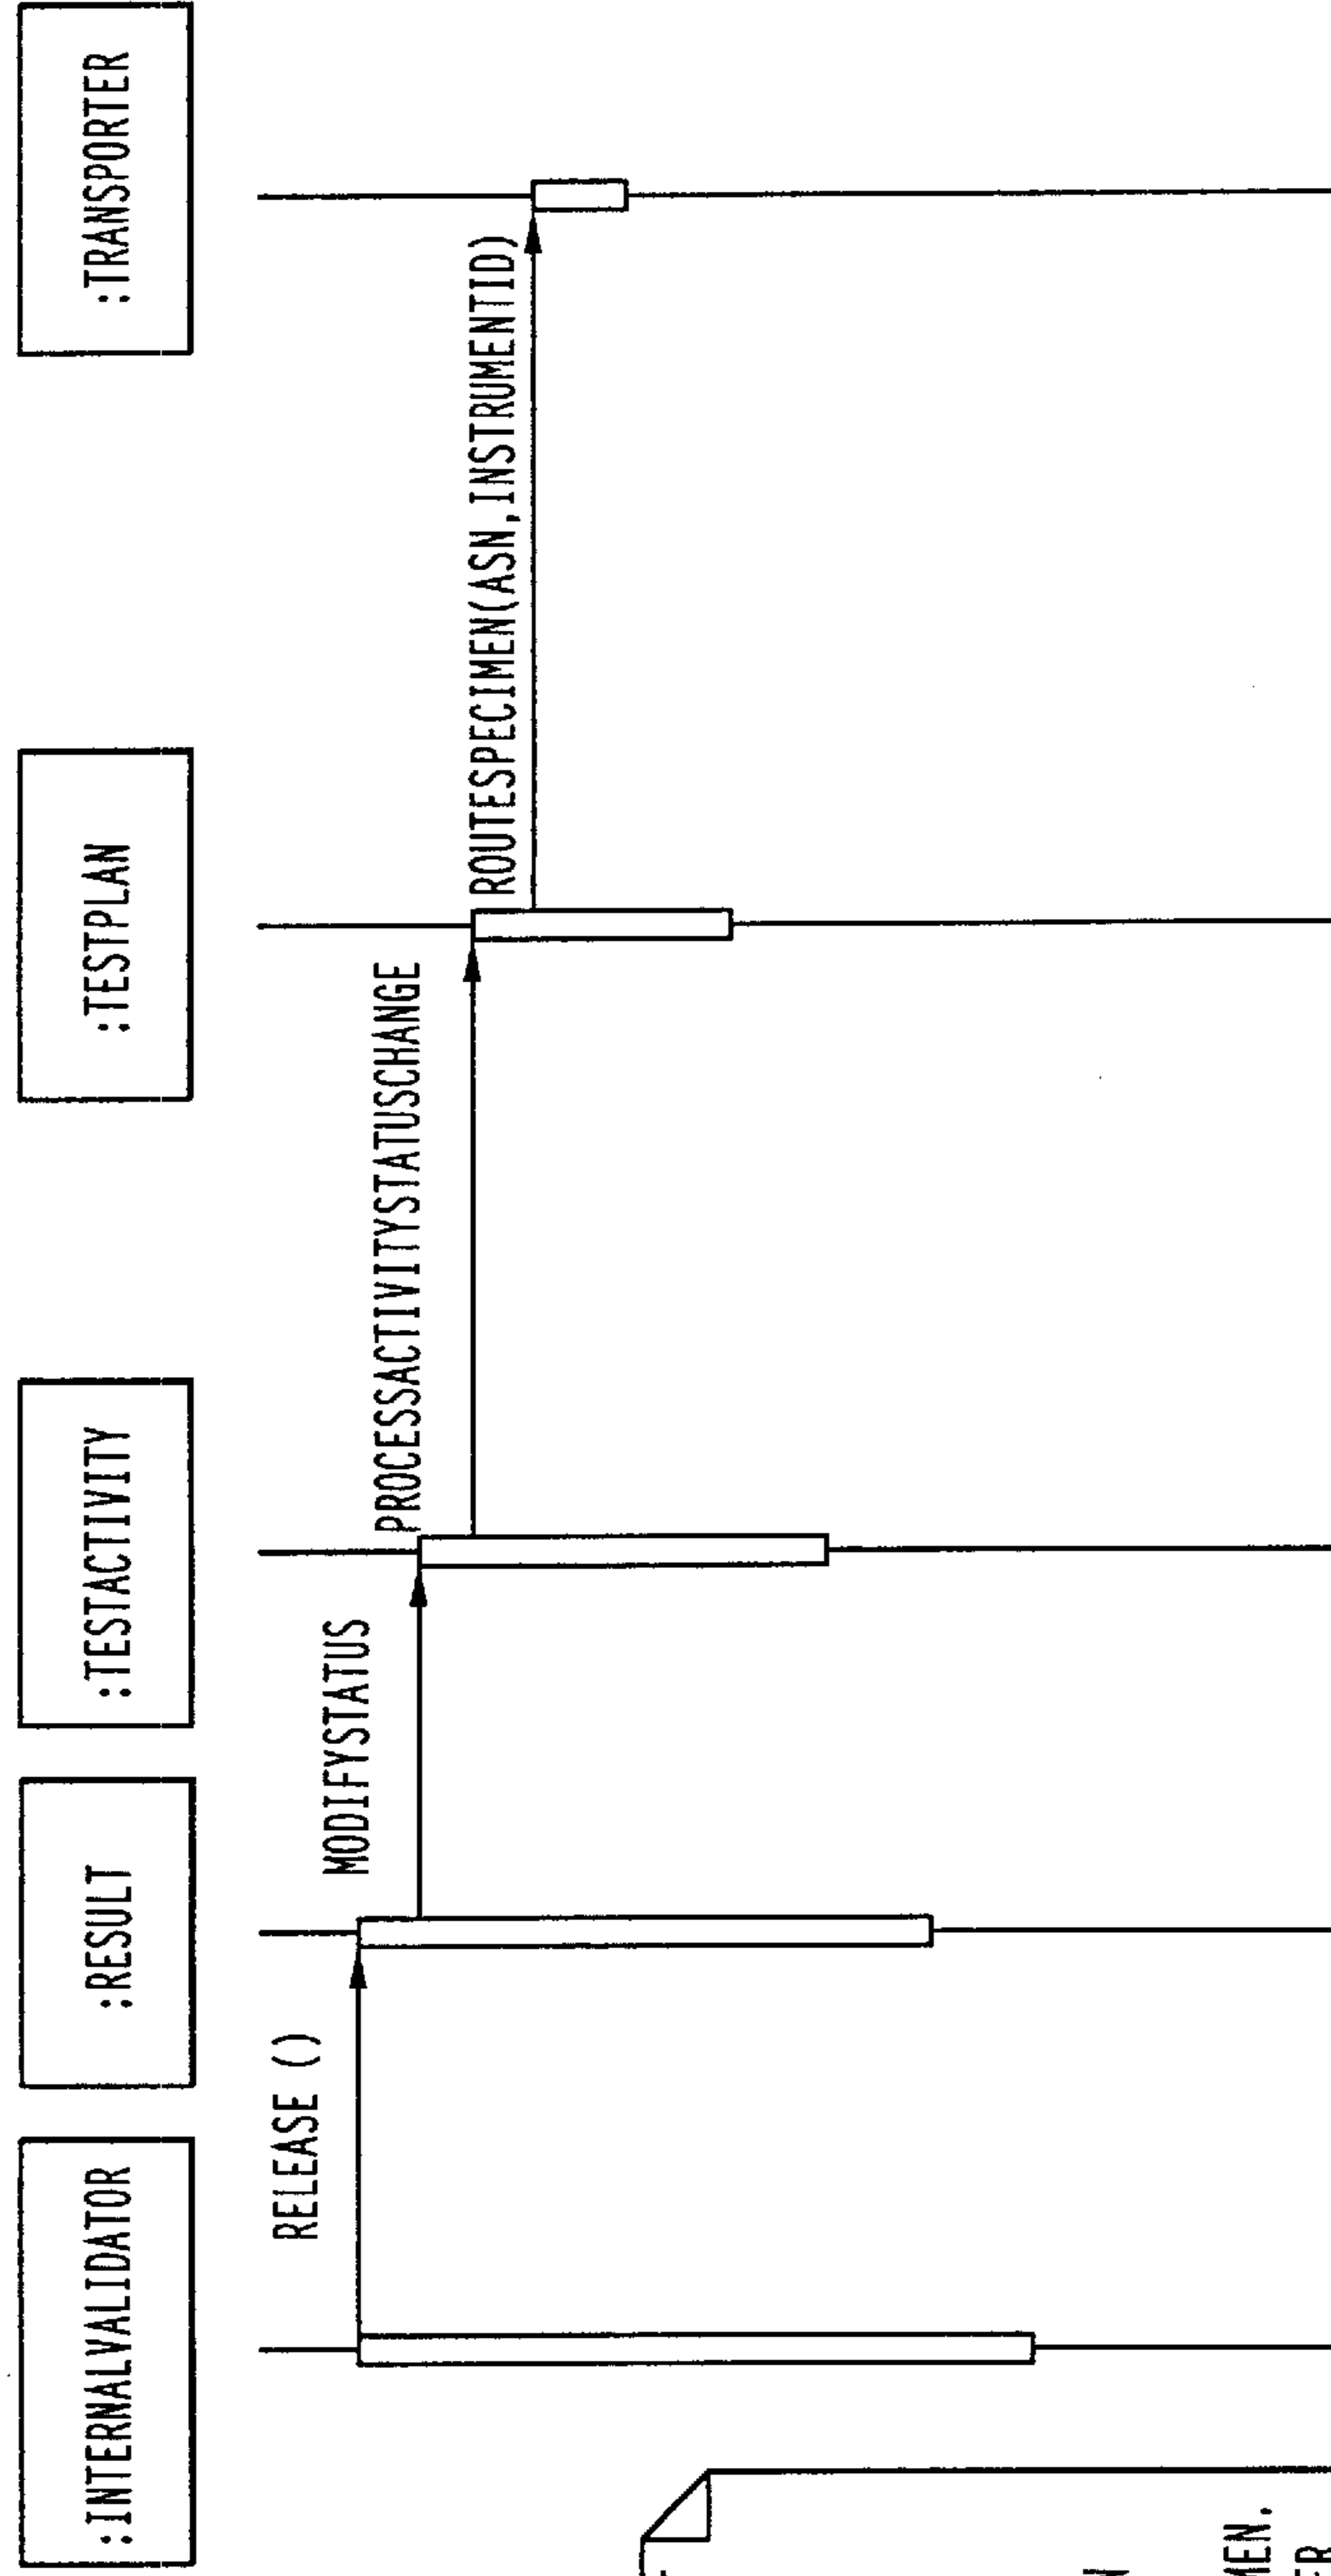 :INTERNALVALIDATOR
:RESULT
:TESTACTIVITY
:TESTPLAN
:TRANSPORTER
RELEASE ()
MODIFYSTATUS
PROCESSACTIVITYSTATUSCHANGE
ROUTESPECIMEN(ASN,INSTRUMENTID)